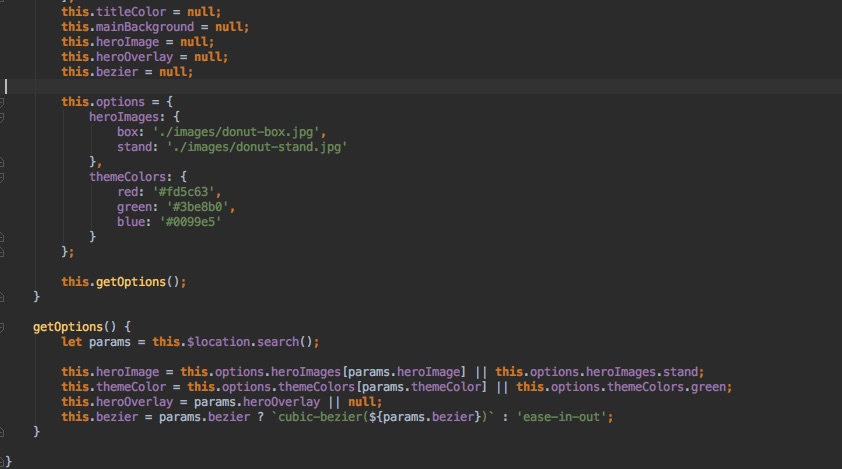 this.titleColor = null;
    this.mainBackground = null;
    this.heroImage = null;
    this.heroOverlay = null;
    this.bezier = null;

    this.options = {
        heroImages: {
            box: './images/donut-box.jpg',
            stand: './images/donut-stand.jpg'
        },
        themeColors: {
            red: '#fd5c63',
            green: '#3be8b0',
            blue: '#0099e5'
        }
    };

    this.getOptions();
}

getOptions() {
    let params = this.$location.search();

    this.heroImage = this.options.heroImages[params.heroImage] || this.options.heroImages.stand;
    this.themeColor = this.options.themeColors[params.themeColor] || this.options.themeColors.green;
    this.heroOverlay = params.heroOverlay || null;
    this.bezier = params.bezier ? `cubic-bezier(${params.bezier})` : 'ease-in-out';
}

}